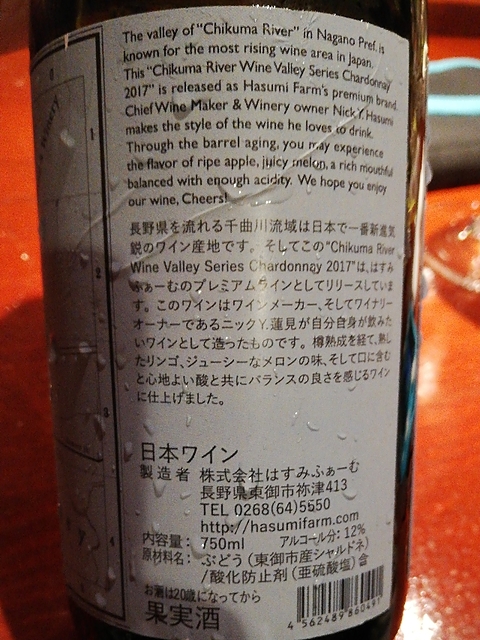 The valley of “Chikuma River” in Nagano Pref. is
known for the most rising wine area in Japan.
This “Chikuma River Wine Valley Series Chardonnay
2017” is released as Hasumi Farm's premium brand.
Chief Wine Maker & Winery owner Nick Y. Hasumi
makes the style of the wine he loves to drink.
Through the barrel aging, you may experience
the flavor of ripe apple, juicy melon, a rich mouthful
balanced with enough acidity. We hope you enjoy
our wine, Cheers!
長野県を流れる千曲川流域は日本で一番新進気
鋭のワイン産地です。そしてこの“Chikuma River
Wine Valley Series Chardonnay 2017”は、はすみ
ふぁーむのプレミアムラインとしてリリースしていま
す。このワインはワインメーカー、そしてワイナリー
オーナーであるニックY.蓮見が自分自身が飲みた
いワインとして造ったものです。樽熟成を経て、熟し
たリンゴ、ジューシーなメロンの味、そして口に含む
と心地よい酸と共にバランスの良さを感じるワイン
に仕上げました。
日本ワイン
製造者 株式会社はすみふぁーむ
長野県東御市祢津413
TEL 0268(64)5550
http://hasumifarm.com
内容量: 750ml アルコール分: 12%
原材料名: ぶどう(東御市産シャルドネ)
/酸化防止剤(亜硫酸塩)含
お酒は20歳になってから
果実酒
4 562489 860491
0
1
2
3
4